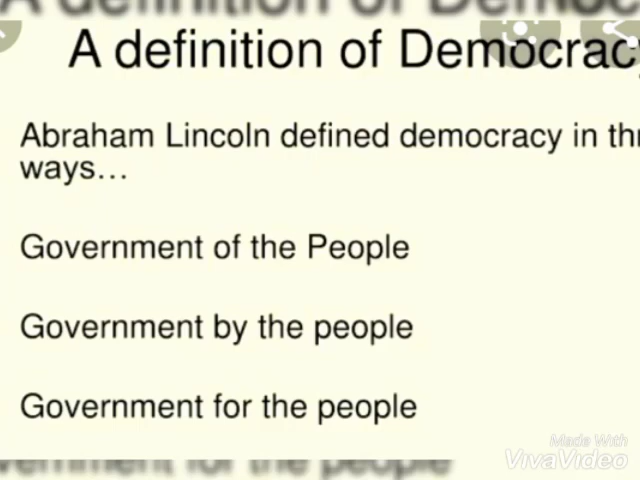 A definition of Democrac
Abraham Lincoln defined democracy in thr
ways...
Government of the People
Government by the people
Government for the people
Made With
VivaVideo